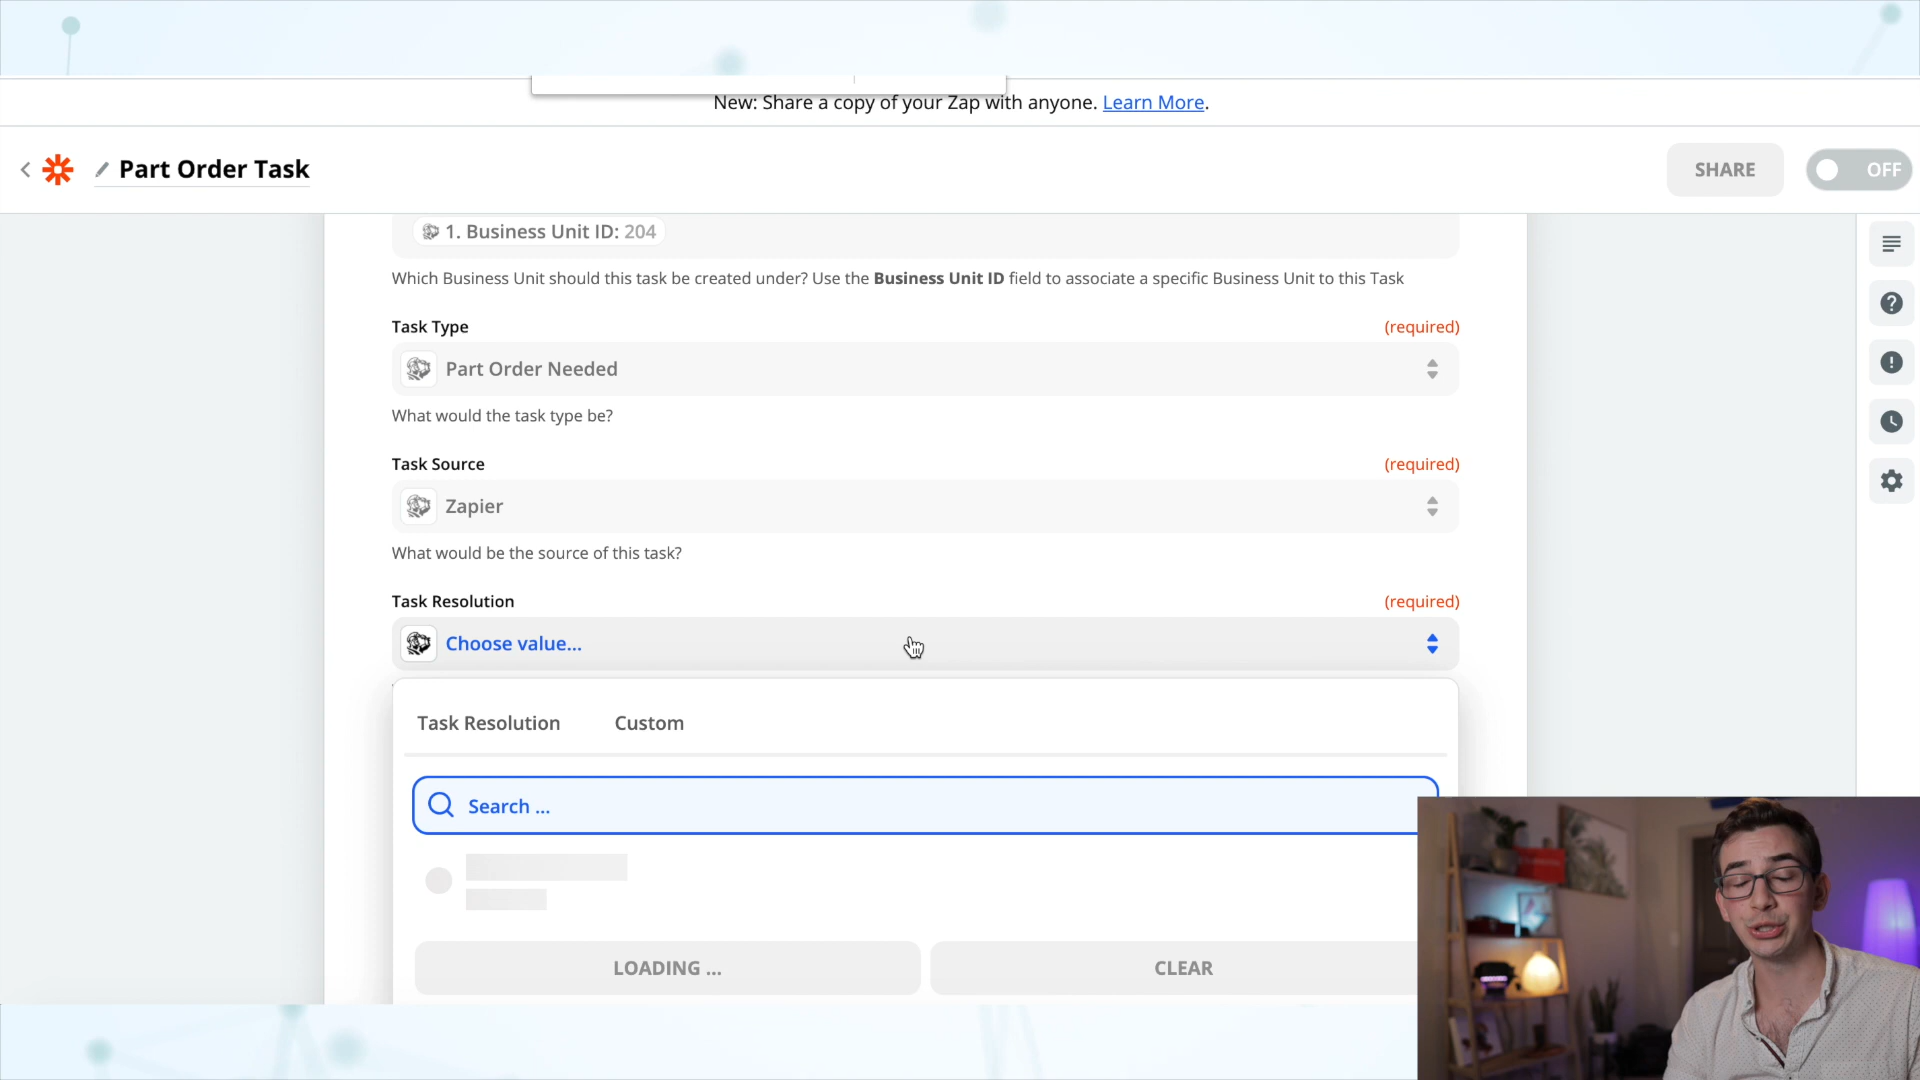 New: Share a copy of your Zap with anyone. Learn More.
Part Order Task
SHARE
OFF
1. Business Unit ID: 204
Which Business Unit should this task be created under? Use the Business Unit ID field to associate a specific Business Unit to this Task
Task Type (required)
Part Order Needed
What would the task type be?
Task Source (required)
Zapier
What would be the source of this task?
Task Resolution (required)
Choose value...
Task Resolution Custom
Search ...
LOADING ... CLEAR